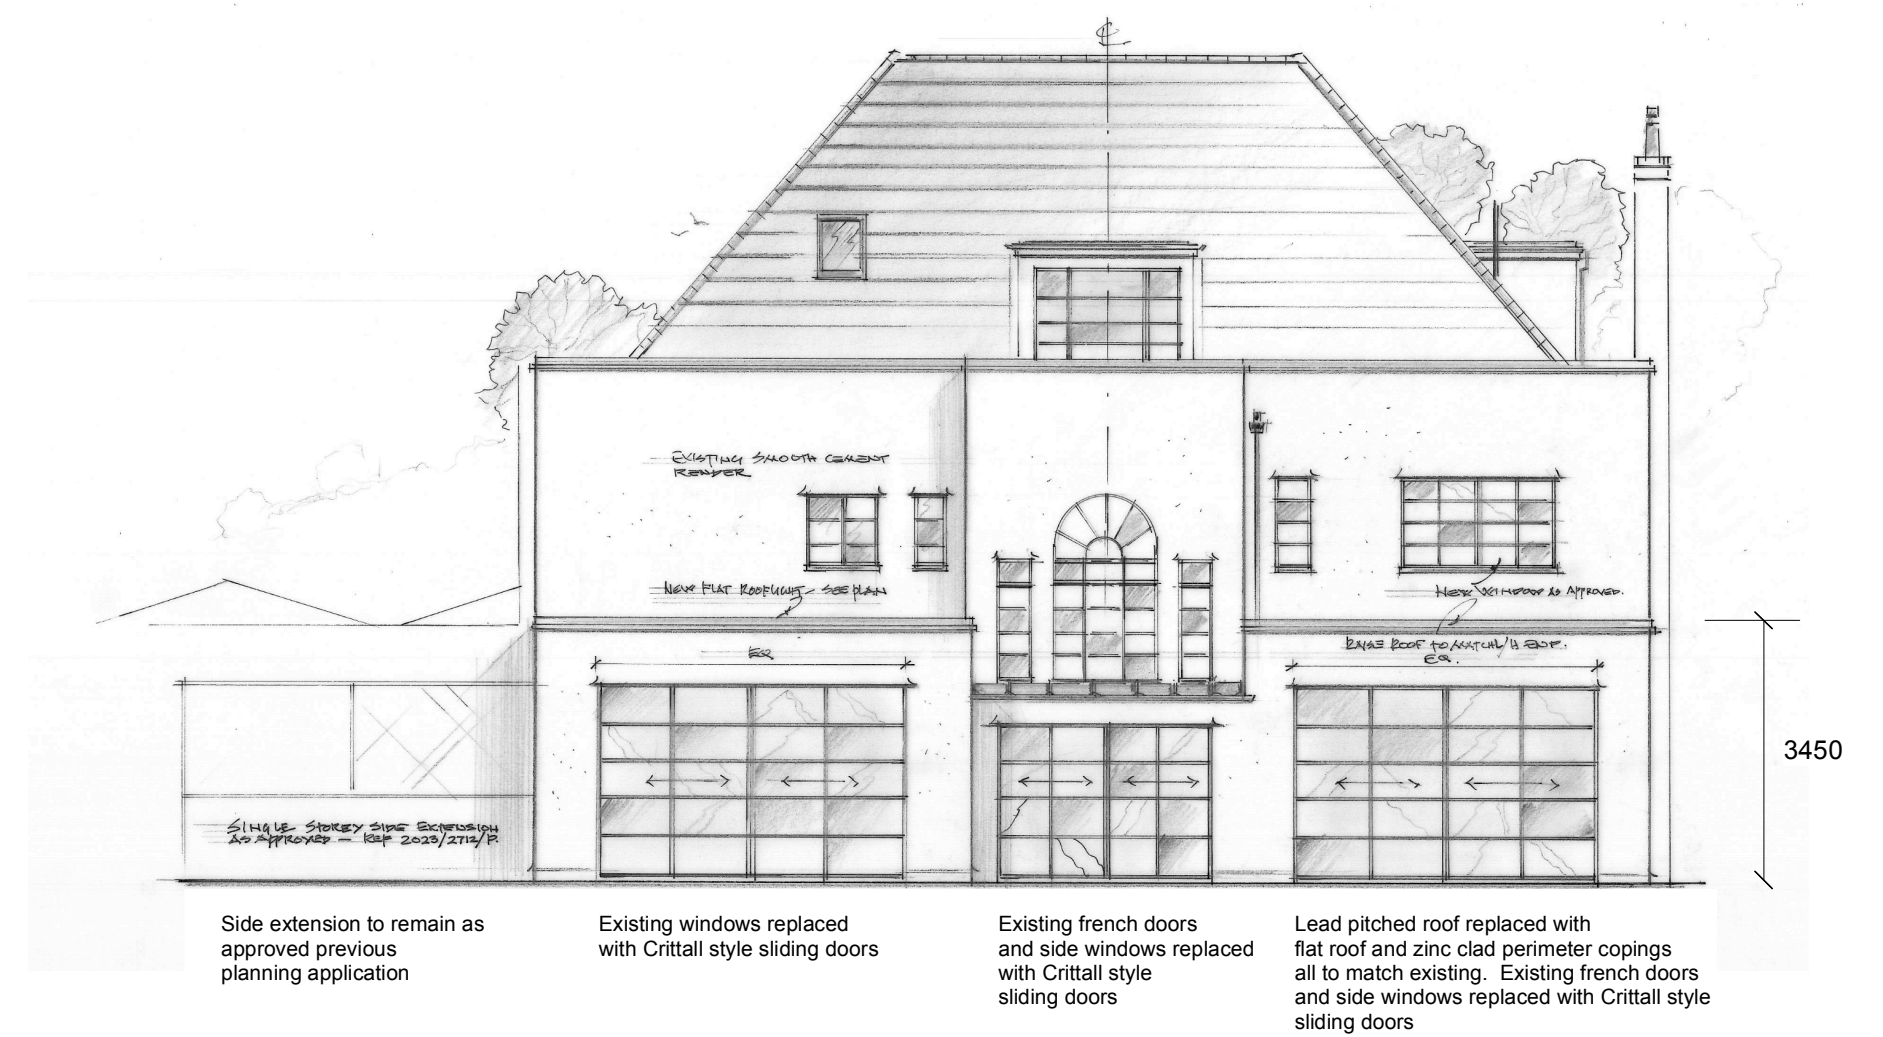 ℄
EXISTING SMOOTH CEMENT
RENDER
NEW FLAT ROOFLIGHT - SEE PLAN
NEW WINDOW AS APPROVED.
RAISE ROOF TO MATCH L/H END.
EQ
EQ.
3450
SINGLE STOREY SIDE EXTENSION
AS APPROVED - REF 2023/2712/P.
Side extension to remain as
approved previous
planning application
Existing windows replaced
with Crittall style sliding doors
Existing french doors
and side windows replaced
with Crittall style
sliding doors
Lead pitched roof replaced with
flat roof and zinc clad perimeter copings
all to match existing.  Existing french doors
and side windows replaced with Crittall style
sliding doors